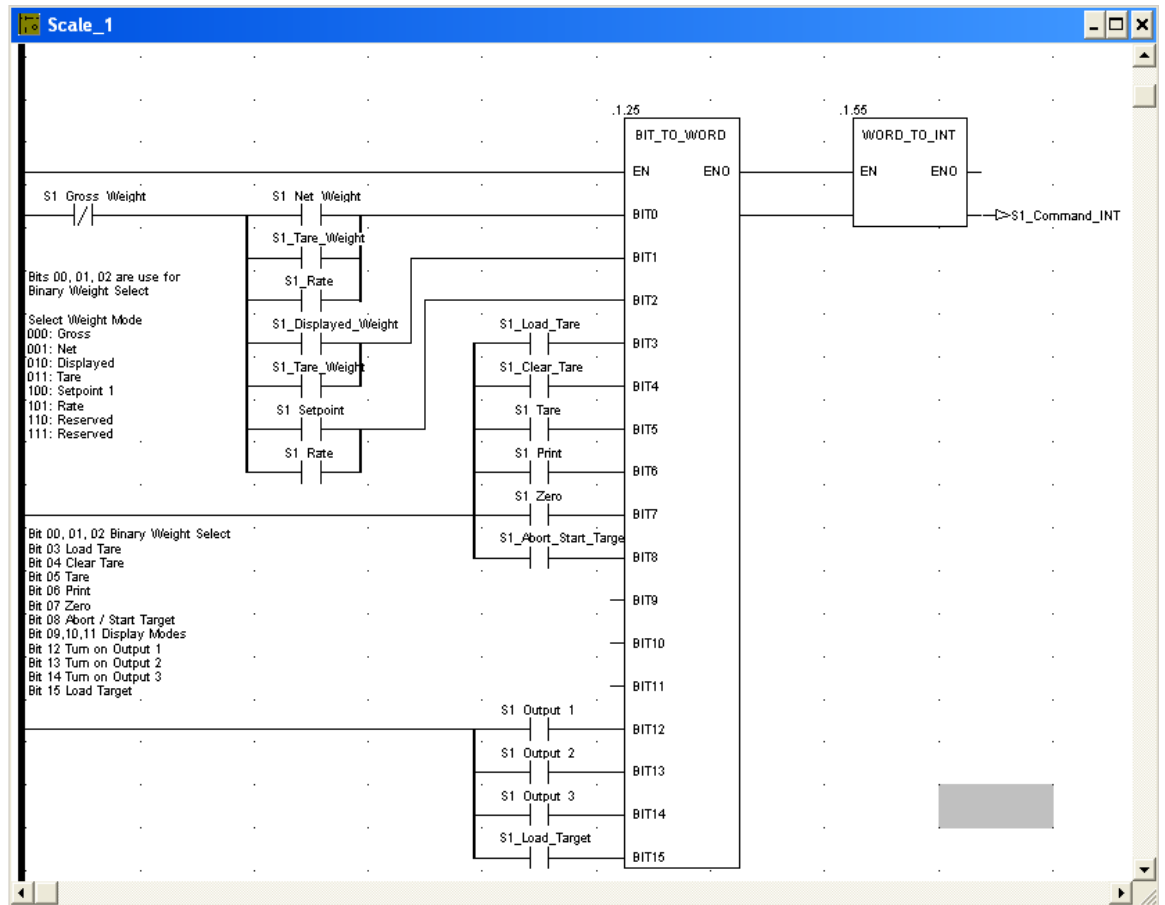 Scale_1
.1.25
.1.55
BIT_TO_WORD
WORD_TO_INT
EN ENO
EN ENO
S1 Gross Weight
S1 Net Weight
BIT0
S1_Command_INT
S1_Tare_Weight
BIT1
Bits 00, 01, 02 are use for
Binary Weight Select
S1_Rate
BIT2
Select Weight Mode
000: Gross
001: Net
010: Displayed
011: Tare
100: Setpoint 1
101: Rate
110: Reserved
111: Reserved
S1_Displayed_Weight
S1_Load_Tare
BIT3
S1_Tare_Weight
S1_Clear_Tare
BIT4
S1 Setpoint
S1 Tare
BIT5
S1 Rate
S1 Print
BIT6
S1 Zero
BIT7
Bit 00, 01, 02 Binary Weight Select
Bit 03 Load Tare
Bit 04 Clear Tare
Bit 05 Tare
Bit 06 Print
Bit 07 Zero
Bit 08 Abort / Start Target
Bit 09,10,11 Display Modes
Bit 12 Turn on Output 1
Bit 13 Turn on Output 2
Bit 14 Turn on Output 3
Bit 15 Load Target
S1_Abort_Start_Targe
BIT8
BIT9
BIT10
BIT11
S1 Output 1
BIT12
S1 Output 2
BIT13
S1 Output 3
BIT14
S1_Load_Target
BIT15